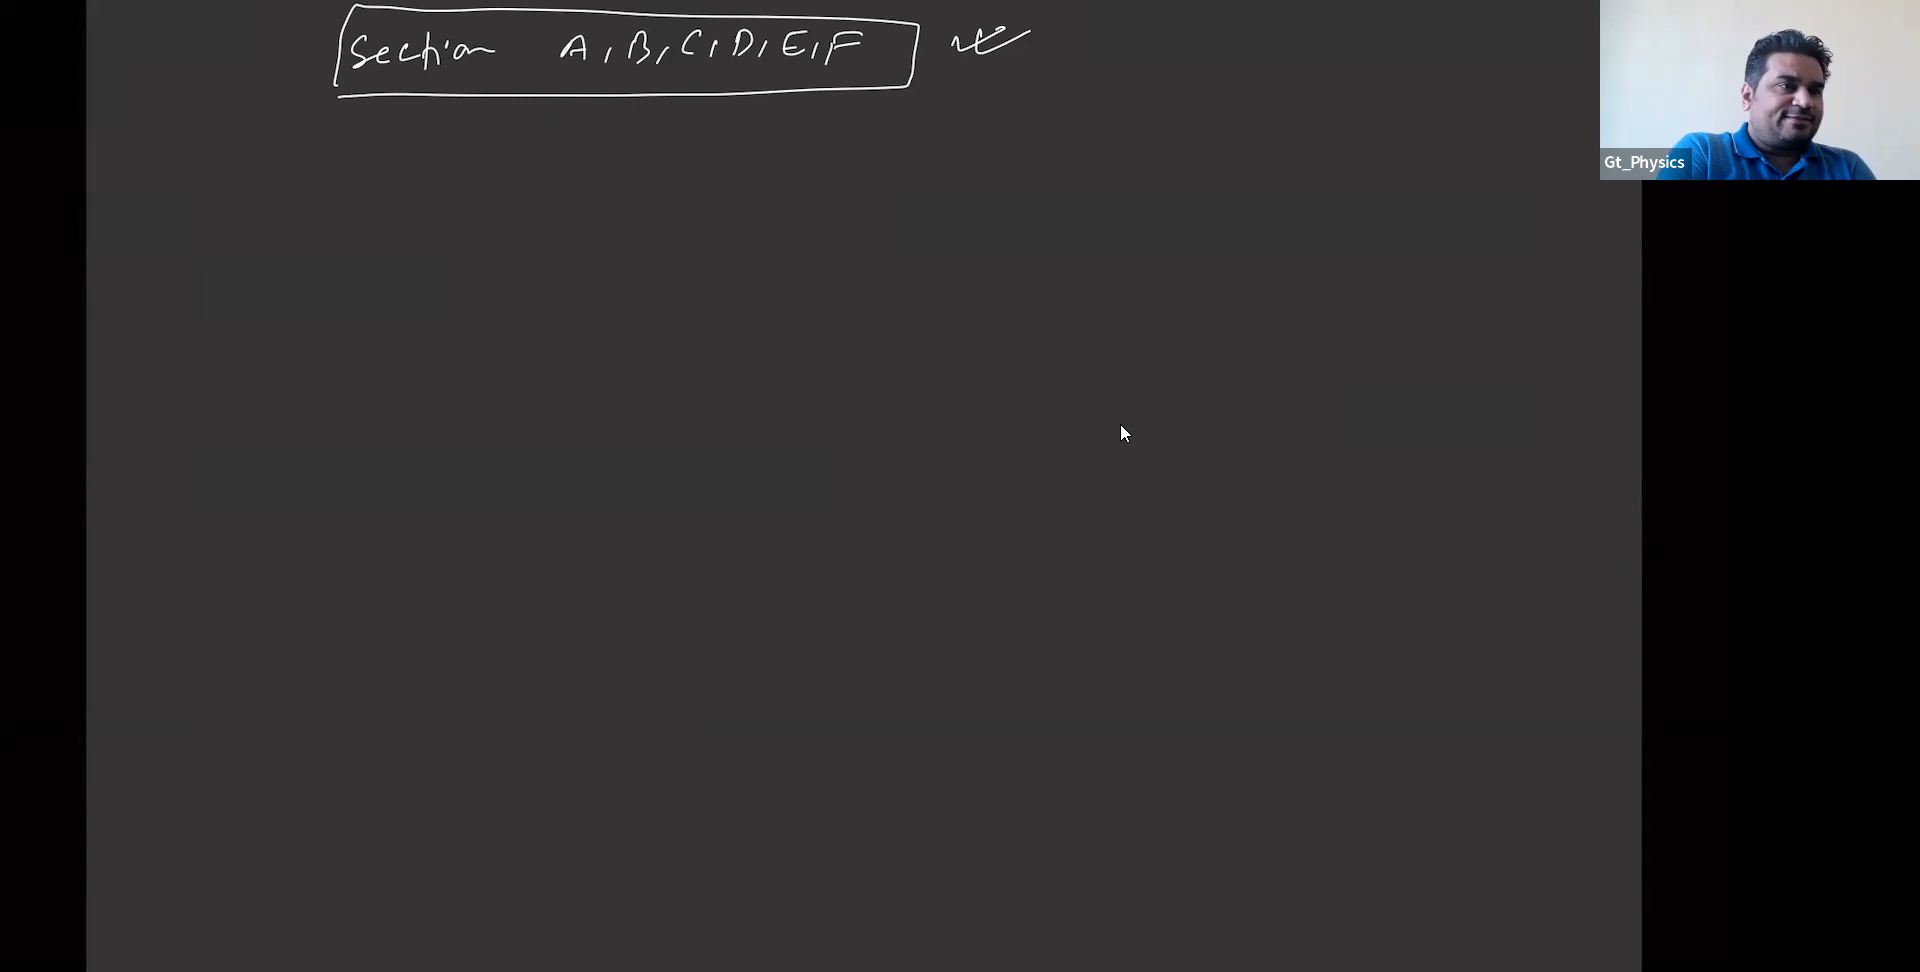 Section A, B, C, D, E, F
Gt_Physics